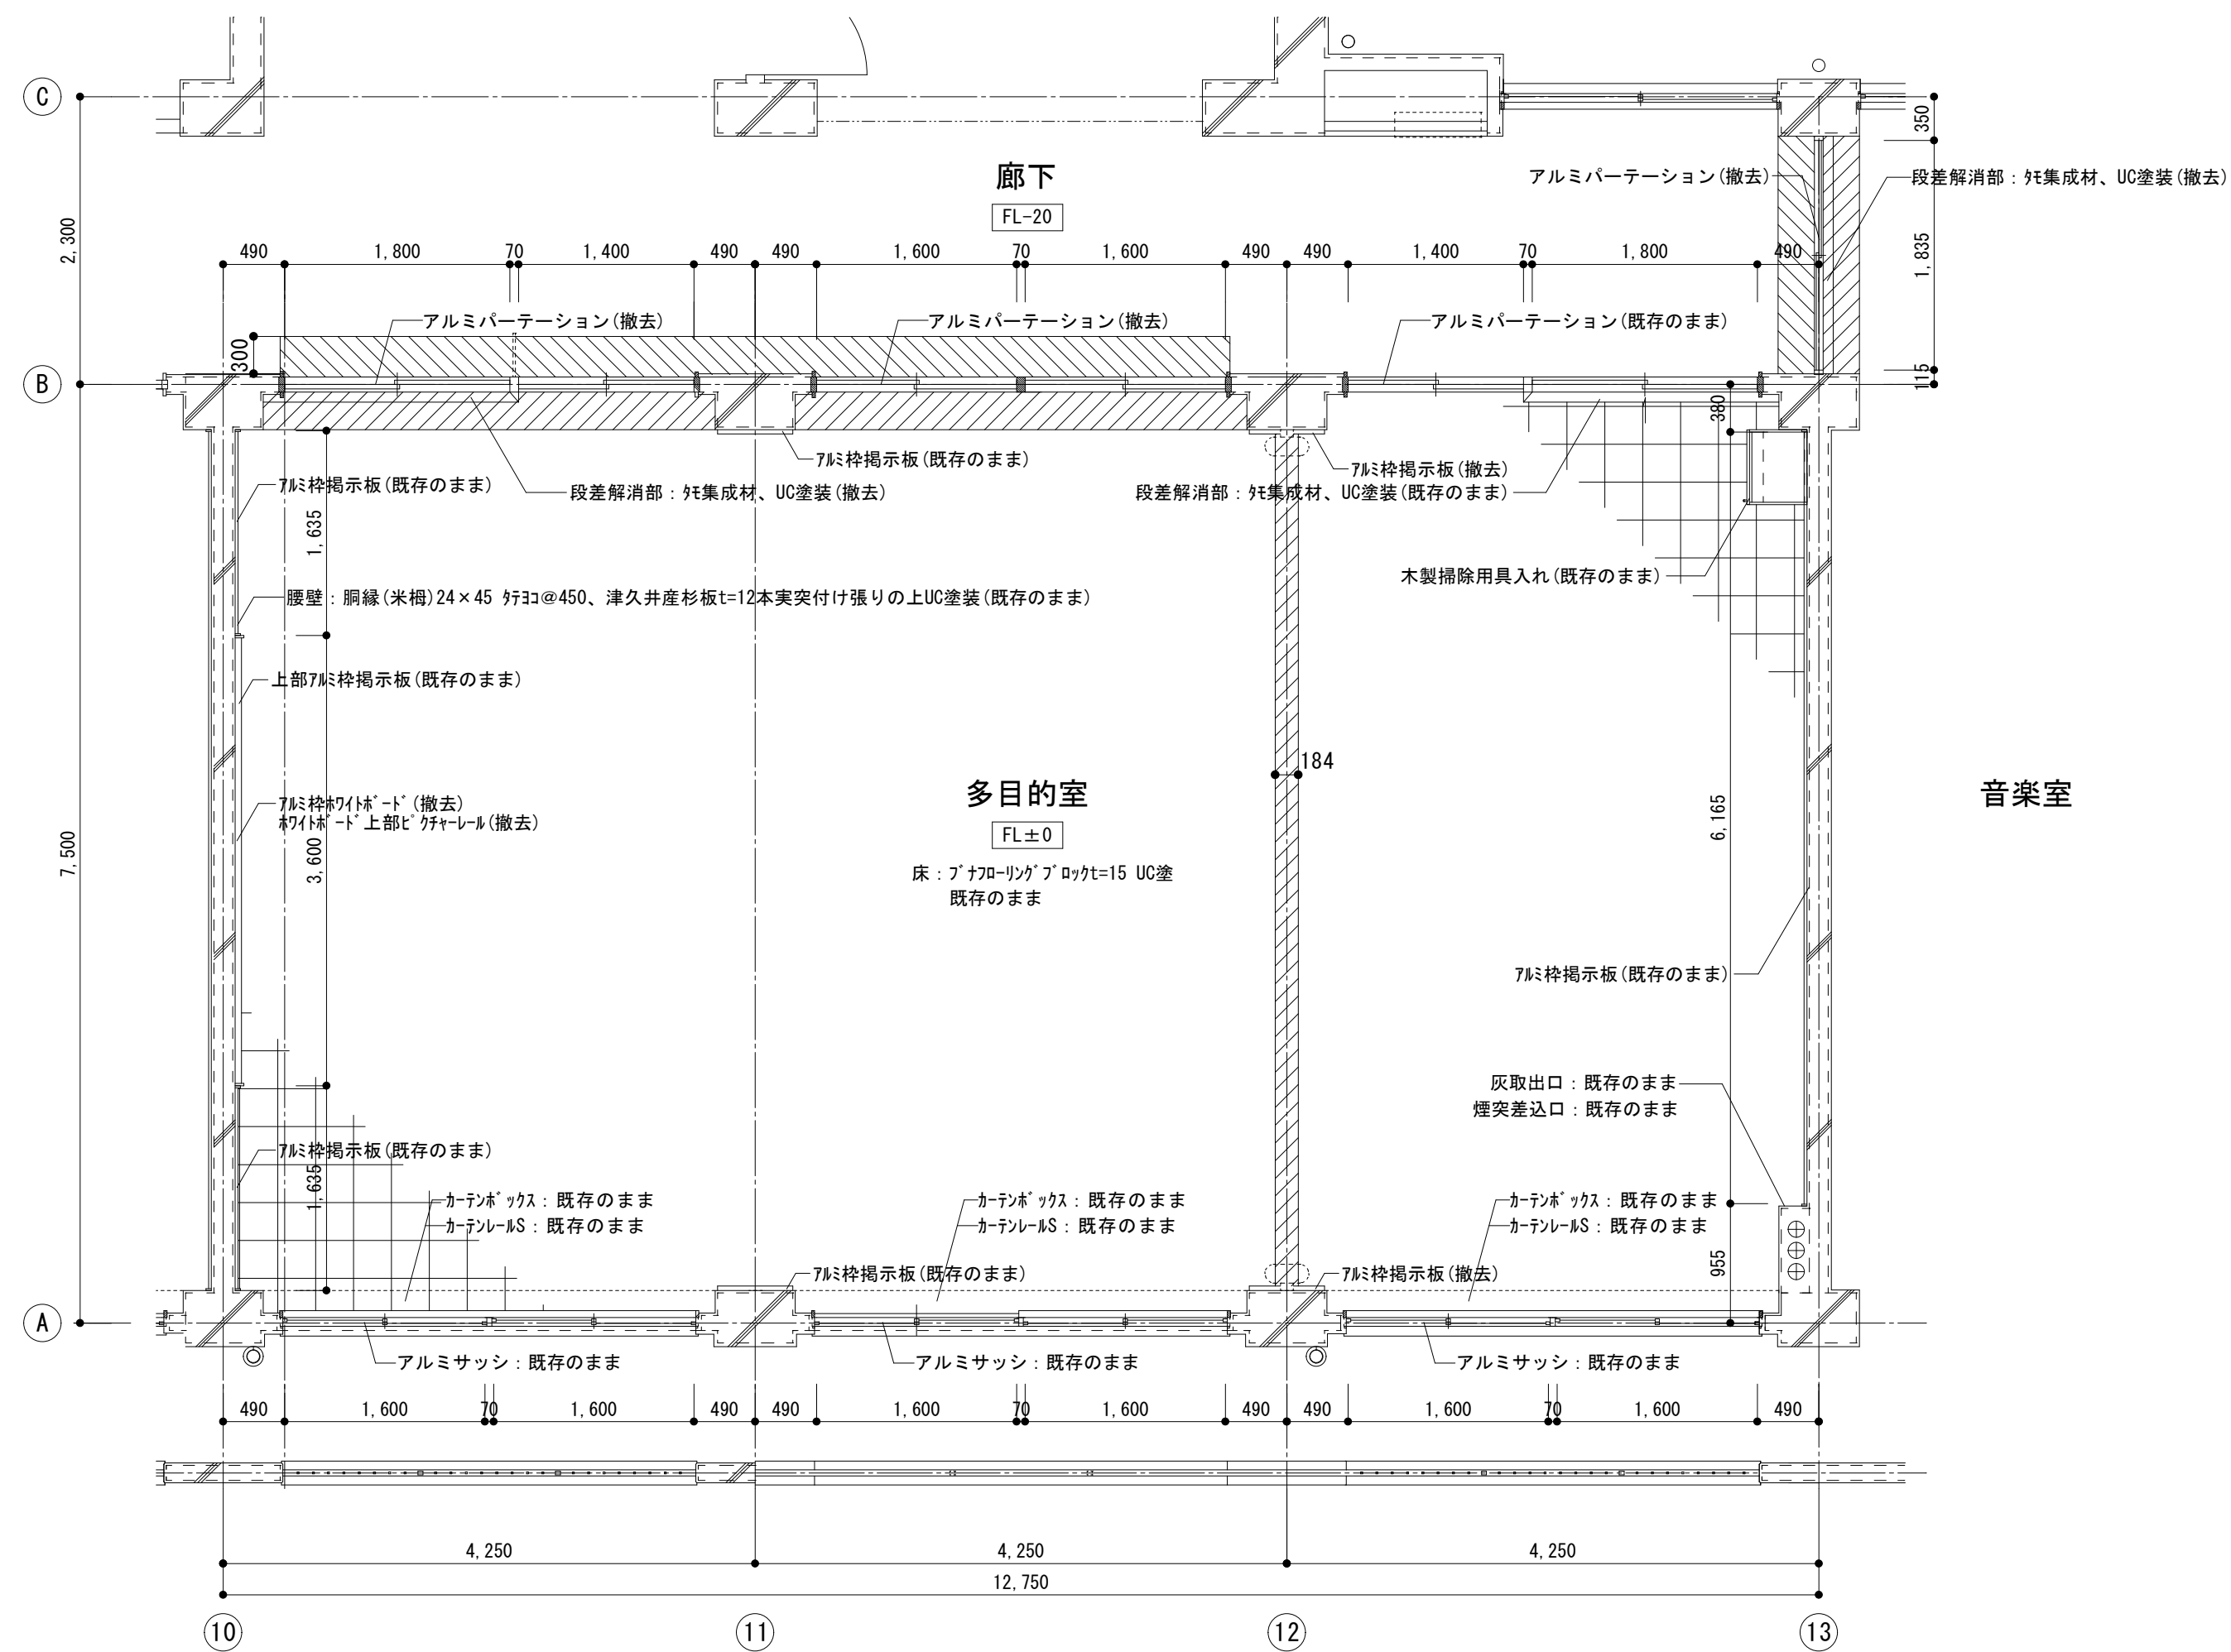 C
350
廊下
FL-20
アルミパーテーション(撤去)
段差解消部：ﾀﾓ集成材、UC塗装(撤去)
2,300
1,835
490
1,800
70
1,400
490
490
1,600
70
1,600
490
490
1,400
70
1,800
490
アルミパーテーション(撤去)
アルミパーテーション(撤去)
アルミパーテーション(既存のまま)
300
B
115
380
ｱﾙﾐ枠掲示板(既存のまま)
ｱﾙﾐ枠掲示板(撤去)
ｱﾙﾐ枠掲示板(既存のまま)
段差解消部：ﾀﾓ集成材、UC塗装(撤去)
段差解消部：ﾀﾓ集成材、UC塗装(既存のまま)
1,635
木製掃除用具入れ(既存のまま)
腰壁：胴縁(米栂)24×45 ﾀﾃﾖｺ@450、津久井産杉板t=12本実突付け張りの上UC塗装(既存のまま)
上部ｱﾙﾐ枠掲示板(既存のまま)
184
多目的室
音楽室
ｱﾙﾐ枠ﾎﾜｲﾄﾎﾞｰﾄﾞ(撤去)
ﾎﾜｲﾄﾎﾞｰﾄﾞ上部ﾋﾟｸﾁｬｰﾚｰﾙ(撤去)
FL±0
6,165
7,500
3,600
床：ﾌﾞﾅﾌﾛｰﾘﾝｸﾞﾌﾞﾛｯｸt=15 UC塗
既存のまま
ｱﾙﾐ枠掲示板(既存のまま)
灰取出口：既存のまま
煙突差込口：既存のまま
ｱﾙﾐ枠掲示板(既存のまま)
1,635
ｶｰﾃﾝﾎﾞｯｸｽ：既存のまま
ｶｰﾃﾝﾚｰﾙS：既存のまま
ｶｰﾃﾝﾎﾞｯｸｽ：既存のまま
ｶｰﾃﾝﾚｰﾙS：既存のまま
ｶｰﾃﾝﾎﾞｯｸｽ：既存のまま
ｶｰﾃﾝﾚｰﾙS：既存のまま
955
ｱﾙﾐ枠掲示板(既存のまま)
ｱﾙﾐ枠掲示板(撤去)
A
アルミサッシ：既存のまま
アルミサッシ：既存のまま
アルミサッシ：既存のまま
490
1,600
70
1,600
490
490
1,600
70
1,600
490
490
1,600
70
1,600
490
4,250
4,250
4,250
12,750
10
11
12
13